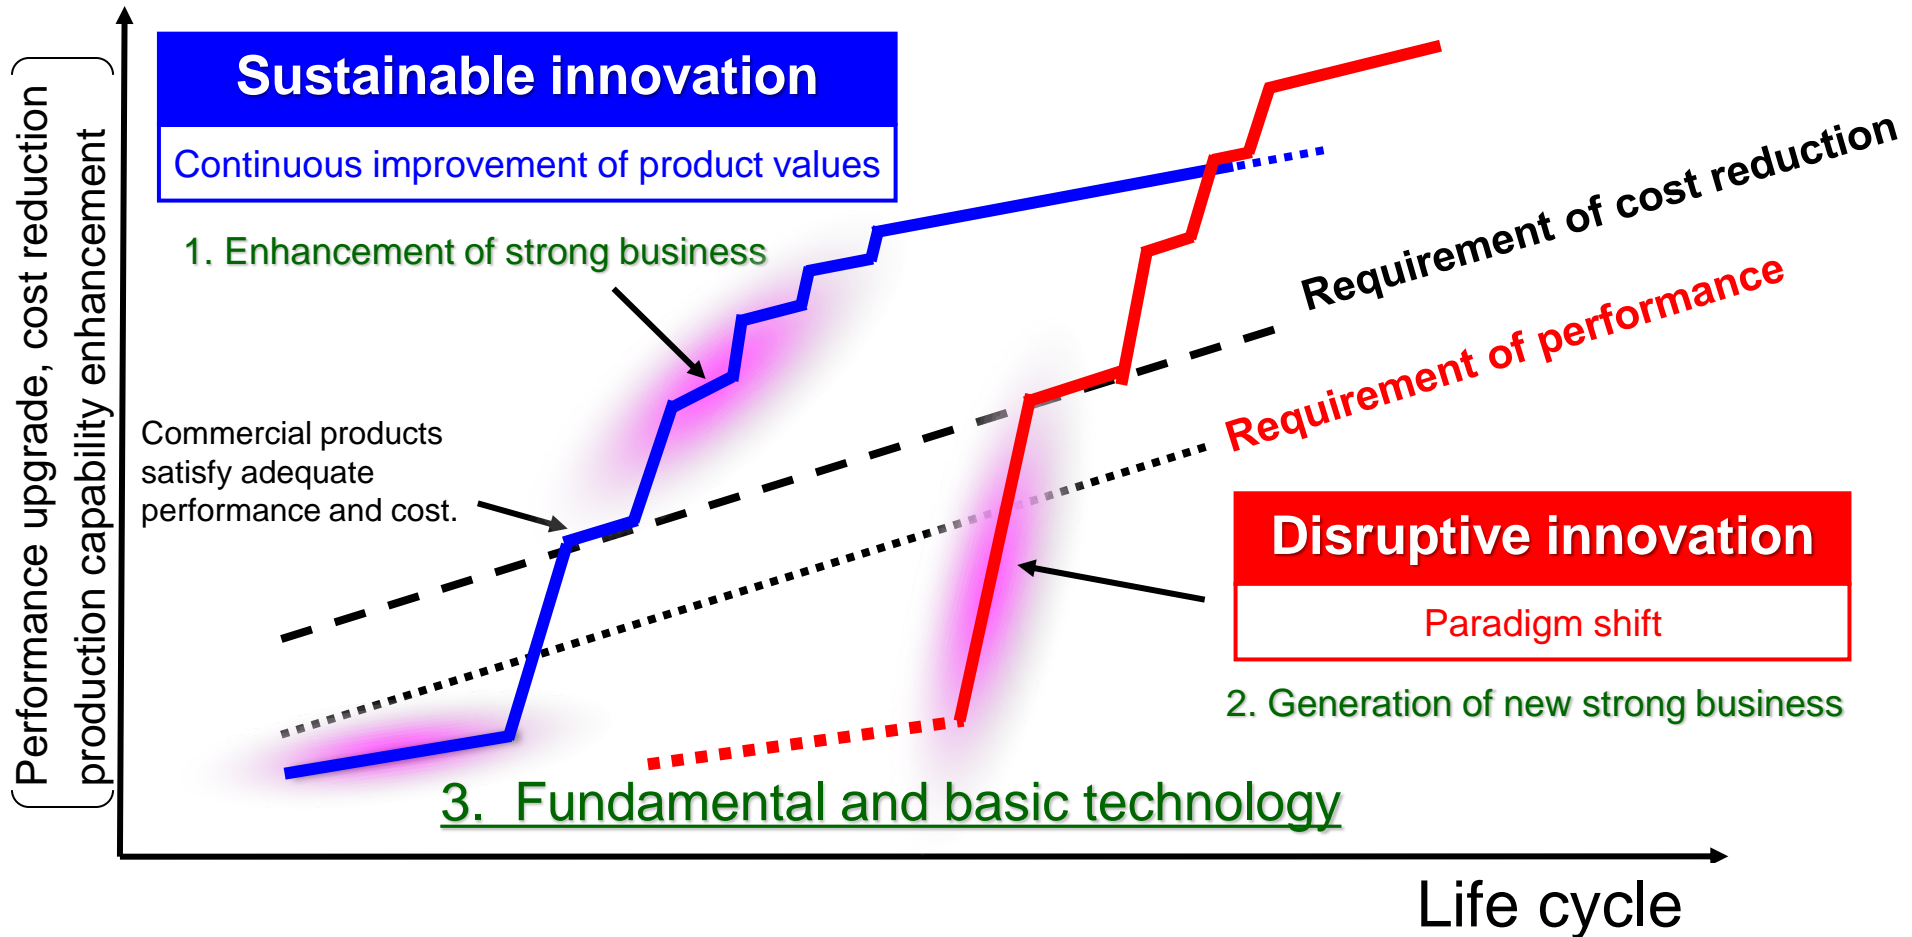 Performance upgrade, cost reduction
production capability enhancement
Sustainable innovation
Continuous improvement of product values
1. Enhancement of strong business
Commercial products
satisfy adequate
performance and cost.
Requirement of cost reduction
Requirement of performance
Disruptive innovation
Paradigm shift
2. Generation of new strong business
3. Fundamental and basic technology
Life cycle